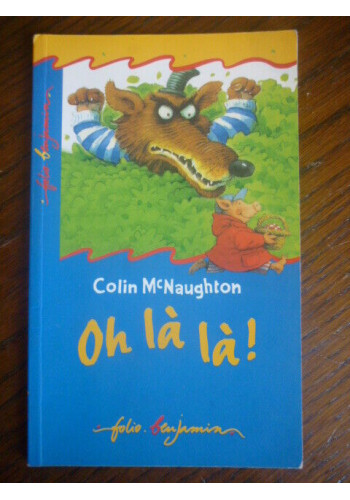 folio benjamin
Colin McNaughton
Oh là là !
folio benjamin